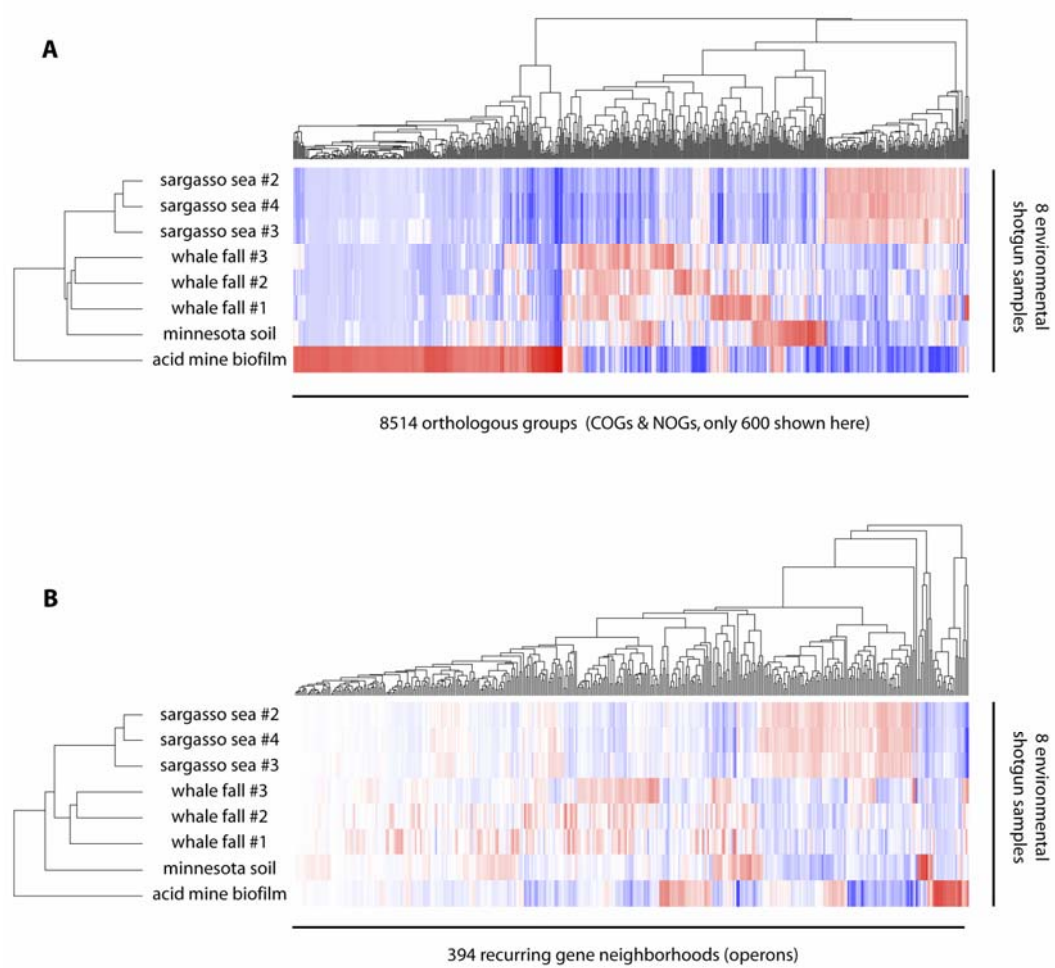 A
sargasso sea #2
sargasso sea #4
sargasso sea #3
whale fall #3
whale fall #2
whale fall #1
minnesota soil
acid mine biofilm
8 environmental
shotgun samples
8514 orthologous groups (COGs & NOGs, only 600 shown here)
B
sargasso sea #2
sargasso sea #4
sargasso sea #3
whale fall #3
whale fall #2
whale fall #1
minnesota soil
acid mine biofilm
8 environmental
shotgun samples
394 recurring gene neighborhoods (operons)